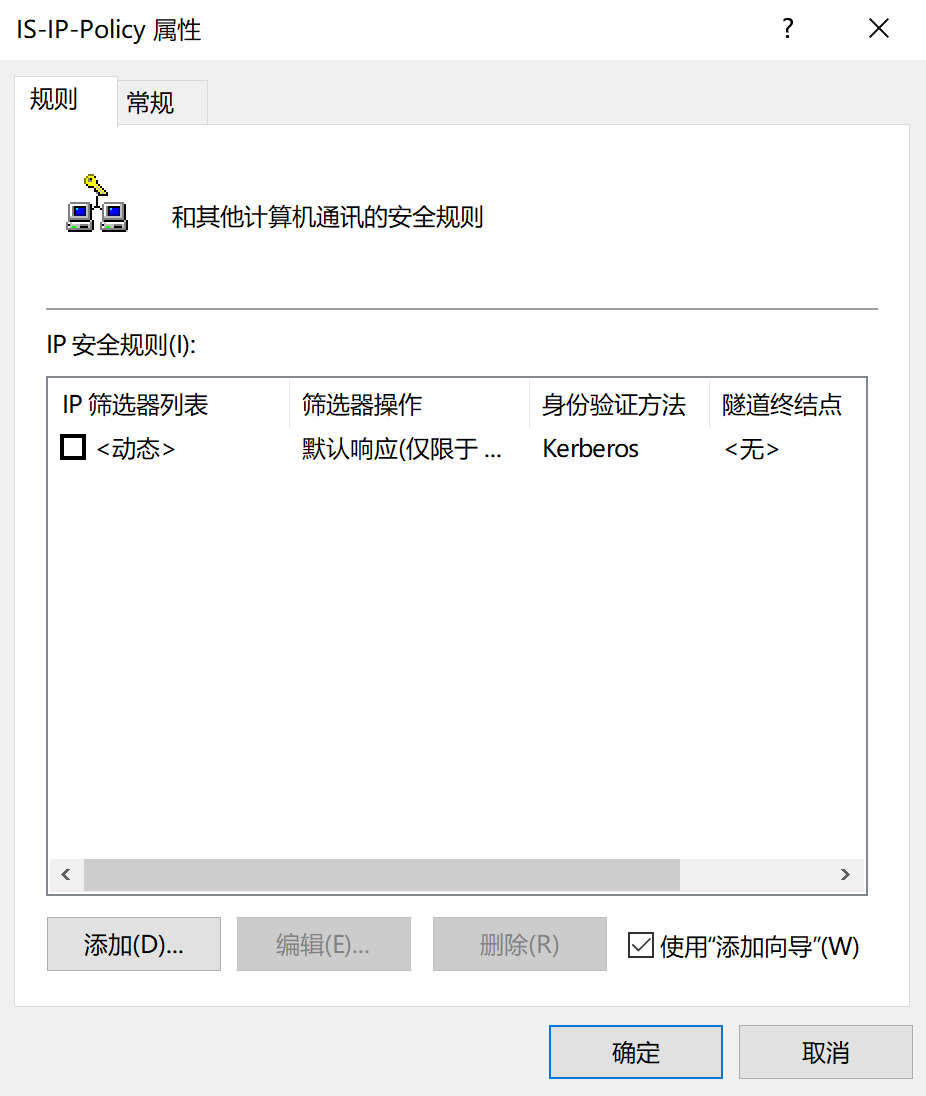 IS-IP-Policy 属性
规则 常规
和其他计算机通讯的安全规则
IP 安全规则(I):
IP 筛选器列表 筛选器操作 身份验证方法 隧道终结点
<动态> 默认响应(仅限于 ... Kerberos <无>
添加(D)... 编辑(E)... 删除(R) 使用“添加向导”(W)
确定 取消